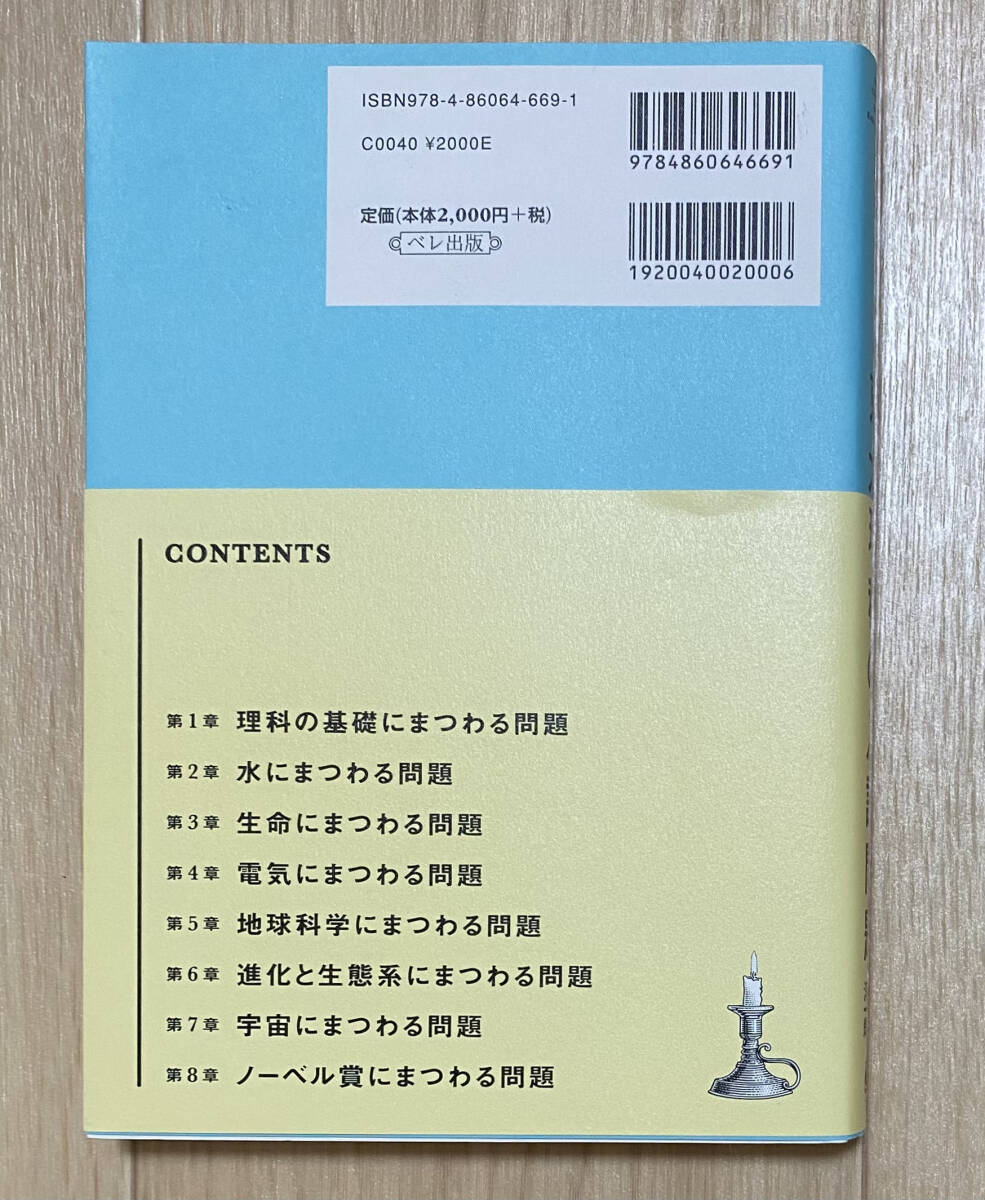 ISBN978-4-86064-669-1
C0040 ¥2000E
定価(本体2,000円+税)
ベレ出版
9784860646691
1920040020006
CONTENTS
第1章 理科の基礎にまつわる問題
第2章 水にまつわる問題
第3章 生命にまつわる問題
第4章 電気にまつわる問題
第5章 地球科学にまつわる問題
第6章 進化と生態系にまつわる問題
第7章 宇宙にまつわる問題
第8章 ノーベル賞にまつわる問題